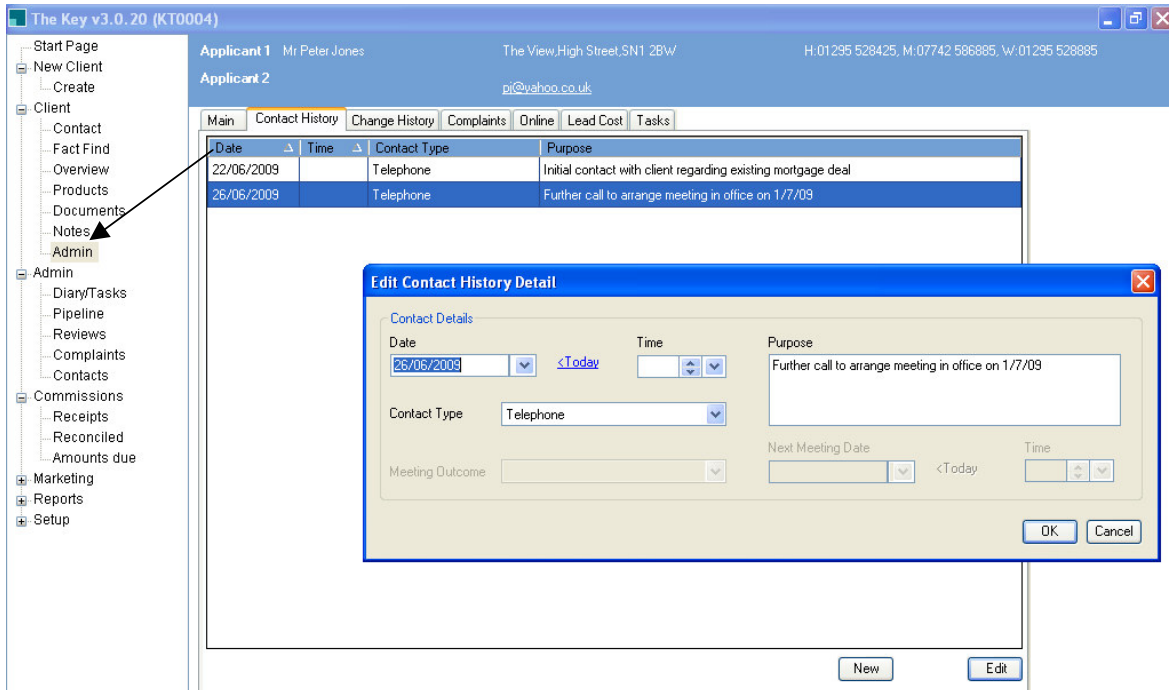 The Key v3.0.20 (KT0004)
Start Page
New Client
Create
Client
Contact
Fact Find
Overview
Products
Documents
Notes
Admin
Admin
Diary/Tasks
Pipeline
Reviews
Complaints
Contacts
Commissions
Receipts
Reconciled
Amounts due
Marketing
Reports
Setup
Applicant 1 Mr Peter Jones The View,High Street,SN1 2BW H:01295 528425, M:07742 586885, W:01295 528885
Applicant 2 pj@yahoo.co.uk
Main Contact History Change History Complaints Online Lead Cost Tasks
Date Time Contact Type Purpose
22/06/2009 Telephone Initial contact with client regarding existing mortgage deal
26/06/2009 Telephone Further call to arrange meeting in office on 1/7/09
Edit Contact History Detail
Contact Details
Date Time Purpose
26/06/2009 <Today Further call to arrange meeting in office on 1/7/09
Contact Type Telephone
Next Meeting Date Time
Meeting Outcome <Today
OK Cancel
New Edit